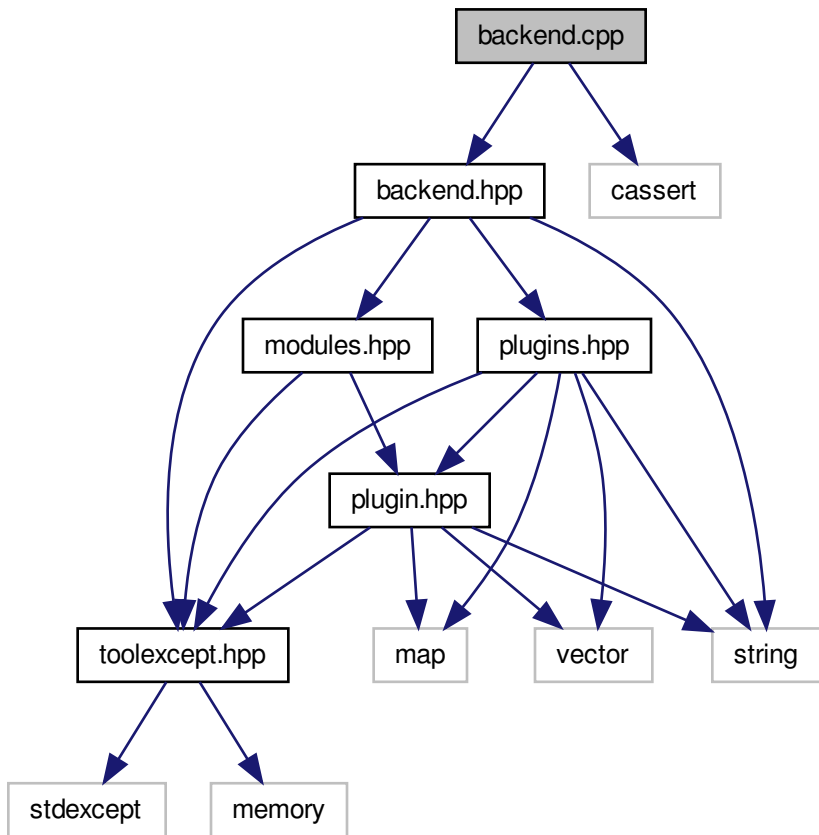 backend.cpp
backend.hpp
cassert
modules.hpp
plugins.hpp
plugin.hpp
toolexcept.hpp
map
vector
string
stdexcept
memory